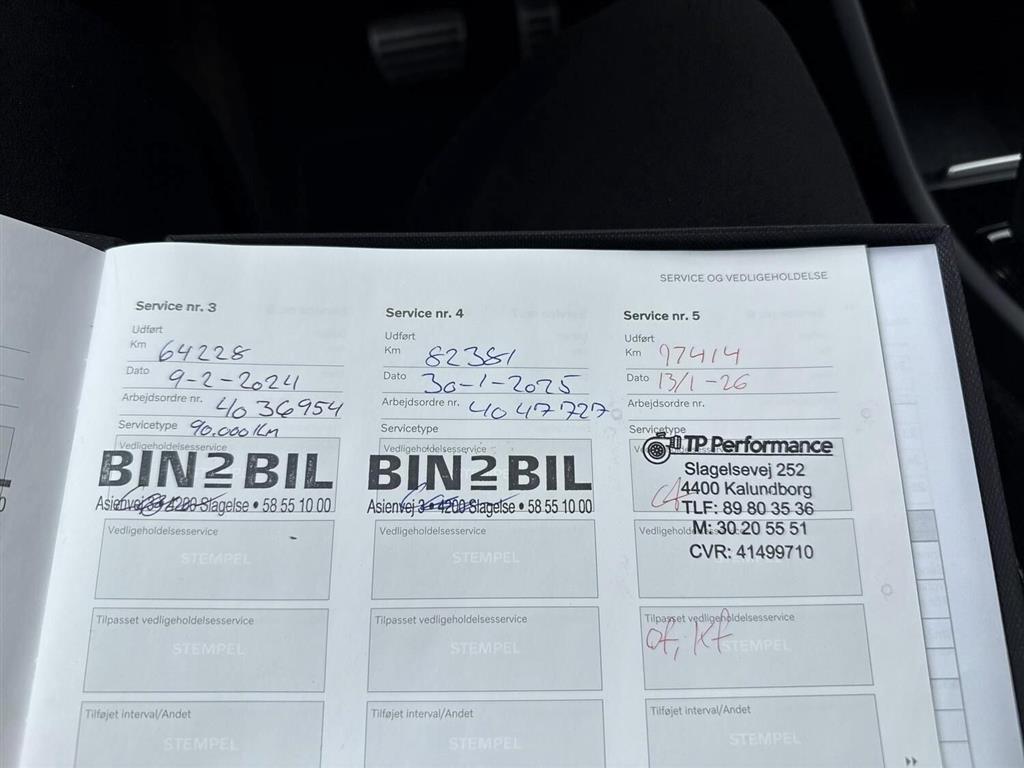 SERVICE OG VEDLIGEHOLDELSE
Service nr. 3
Udført
Km 64228
Dato 9-2-2024
Arbejdsordre nr. 4036954
Servicetype 90.000 KM
Vedligeholdelsesservice
BIN2BIL
Asienvej 4200 Slagelse • 58 55 10 00
Vedligeholdelsesservice
STEMPEL
Tilpasset vedligeholdelsesservice
STEMPEL
Tilføjet interval/Andet
STEMPEL
Service nr. 4
Udført
Km 82381
Dato 30-1-2025
Arbejdsordre nr. 4047727
Servicetype
Vedligeholdelsesservice
BIN2BIL
Asienvej 3 • 4200 Slagelse • 58 55 10 00
Vedligeholdelsesservice
STEMPEL
Tilpasset vedligeholdelsesservice
STEMPEL
Tilføjet interval/Andet
STEMPEL
Service nr. 5
Udført
Km 97414
Dato 13/1-26
Arbejdsordre nr.
Servicetype
TP Performance
Slagelsevej 252
4400 Kalundborg
TLF: 89 80 35 36
M: 30 20 55 51
CVR: 41499710
Tilpasset vedligeholdelsesservice
of, kf
STEMPEL
Tilføjet interval/Andet
STEMPEL